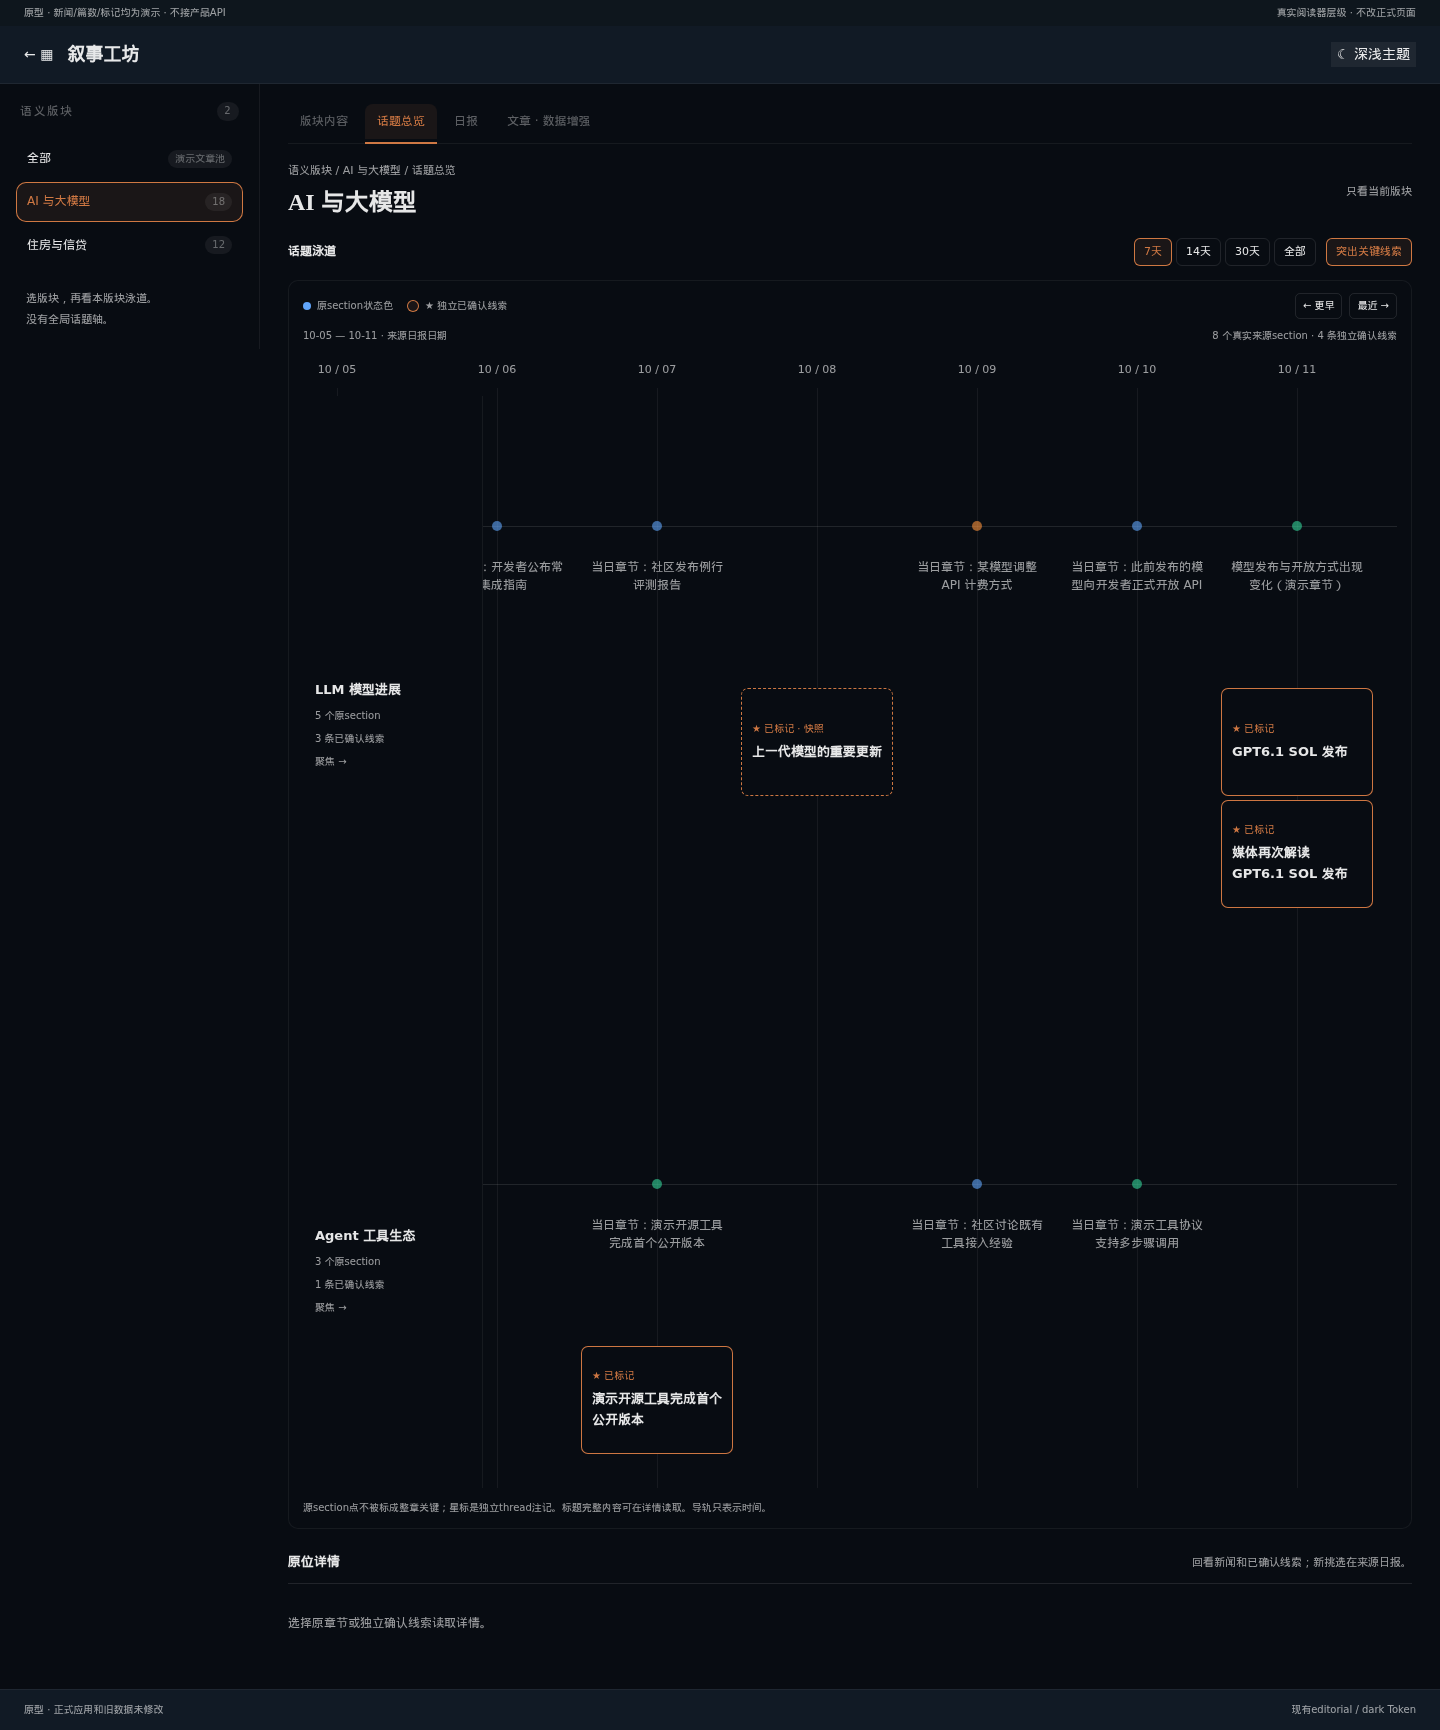 原型 · 新闻/篇数/标记均为演示 · 不接产品API
真实阅读器层级 · 不改正式页面
← ▦ 叙事工坊
☾ 深浅主题
语义版块 2
全部 演示文章池
AI 与大模型 18
住房与信贷 12
选版块，再看本版块泳道。
没有全局话题轴。
版块内容 话题总览 日报 文章 · 数据增强
语义版块 / AI 与大模型 / 话题总览
AI 与大模型
只看当前版块
话题泳道
7天 14天 30天 全部 突出关键线索
原section状态色 ★ 独立已确认线索
← 更早 最近 →
10-05 — 10-11 · 来源日报日期
8 个真实来源section · 4 条独立确认线索
10 / 05 10 / 06 10 / 07 10 / 08 10 / 09 10 / 10 10 / 11
：开发者公布常
集成指南
当日章节：社区发布例行
评测报告
当日章节：某模型调整
API 计费方式
当日章节：此前发布的模
型向开发者正式开放 API
模型发布与开放方式出现
变化（演示章节）
LLM 模型进展
5 个原section
3 条已确认线索
聚焦 →
★ 已标记 · 快照
上一代模型的重要更新
★ 已标记
GPT6.1 SOL 发布
★ 已标记
媒体再次解读
GPT6.1 SOL 发布
Agent 工具生态
3 个原section
1 条已确认线索
聚焦 →
当日章节：演示开源工具
完成首个公开版本
当日章节：社区讨论既有
工具接入经验
当日章节：演示工具协议
支持多步骤调用
★ 已标记
演示开源工具完成首个
公开版本
源section点不被标成整章关键；星标是独立thread注记。标题完整内容可在详情读取。导轨只表示时间。
原位详情
回看新闻和已确认线索；新挑选在来源日报。
选择原章节或独立确认线索读取详情。
原型 · 正式应用和旧数据未修改
现有editorial / dark Token